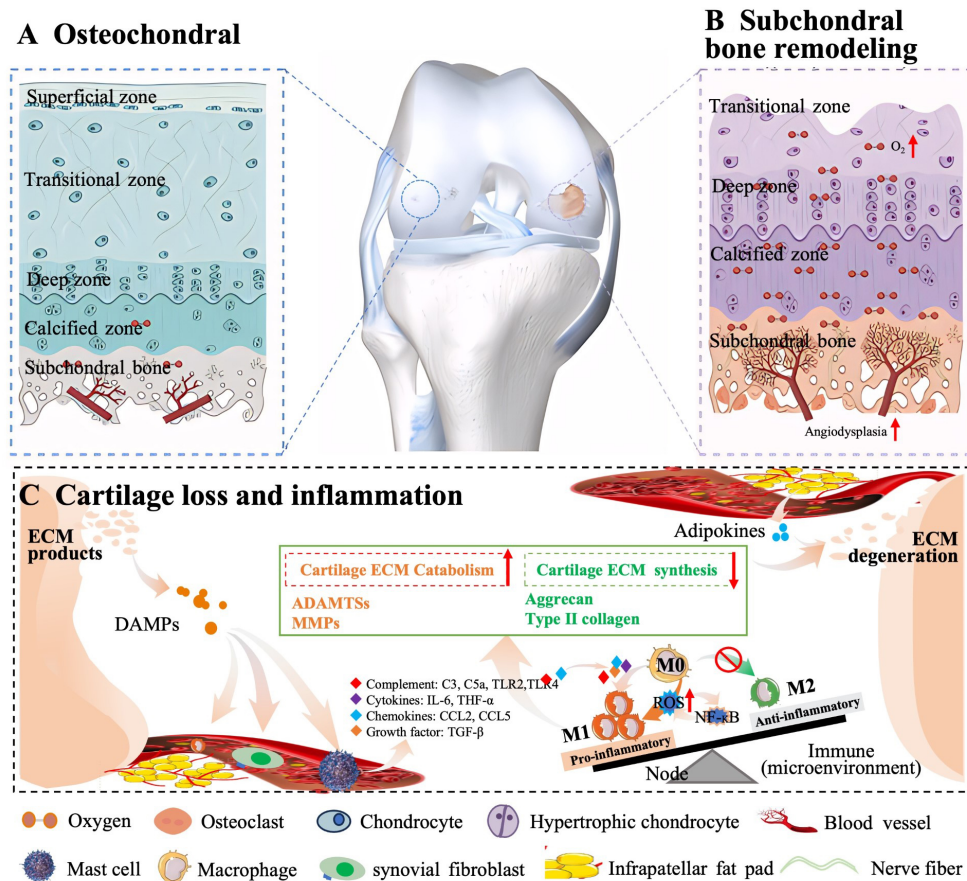 A Osteochondral
Superficial zone
Transitional zone
Deep zone
Calcified zone
Subchondral bone
B Subchondral
bone remodeling
Transitional zone
O2
Deep zone
Calcified zone
Subchondral bone
Angiodysplasia
C Cartilage loss and inflammation
ECM
products
DAMPs
Cartilage ECM Catabolism
ADAMTSs
MMPs
Cartilage ECM synthesis
Aggrecan
Type II collagen
Adipokines
ECM
degeneration
Complement: C3, C5a, TLR2,TLR4
Cytokines: IL-6, THF-α
Chemokines: CCL2, CCL5
Growth factor: TGF-β
M0
M1
ROS
NF-κB
M2
Pro-inflammatory
Anti-inflammatory
Node
Immune
(microenvironment)
Oxygen
Osteoclast
Chondrocyte
Hypertrophic chondrocyte
Blood vessel
Mast cell
Macrophage
synovial fibroblast
Infrapatellar fat pad
Nerve fiber